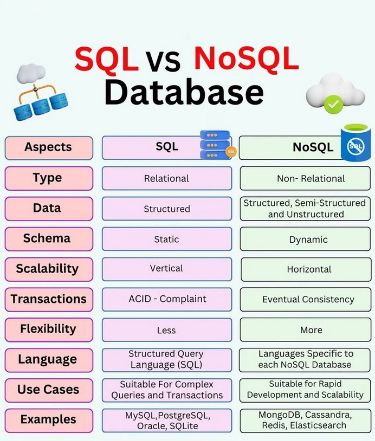 SQL VS NoSQL
Database
Aspects SQL NoSQL SQL
Type Relational Non- Relational
Data Structured Structured, Semi-Structured
and Unstructured
Schema Static Dynamic
Scalability Vertical Horizontal
Transactions ACID - Complaint Eventual Consistency
Flexibility Less More
Language Structured Query Languages Specific to
Language (SQL) each NoSQL Database
Use Cases Suitable For Complex Suitable for Rapid
Queries and Transactions Development and Scalability
Examples MySQL,PostgreSQL, MongoDB, Cassandra,
Oracle, SQLite Redis, Elasticsearch